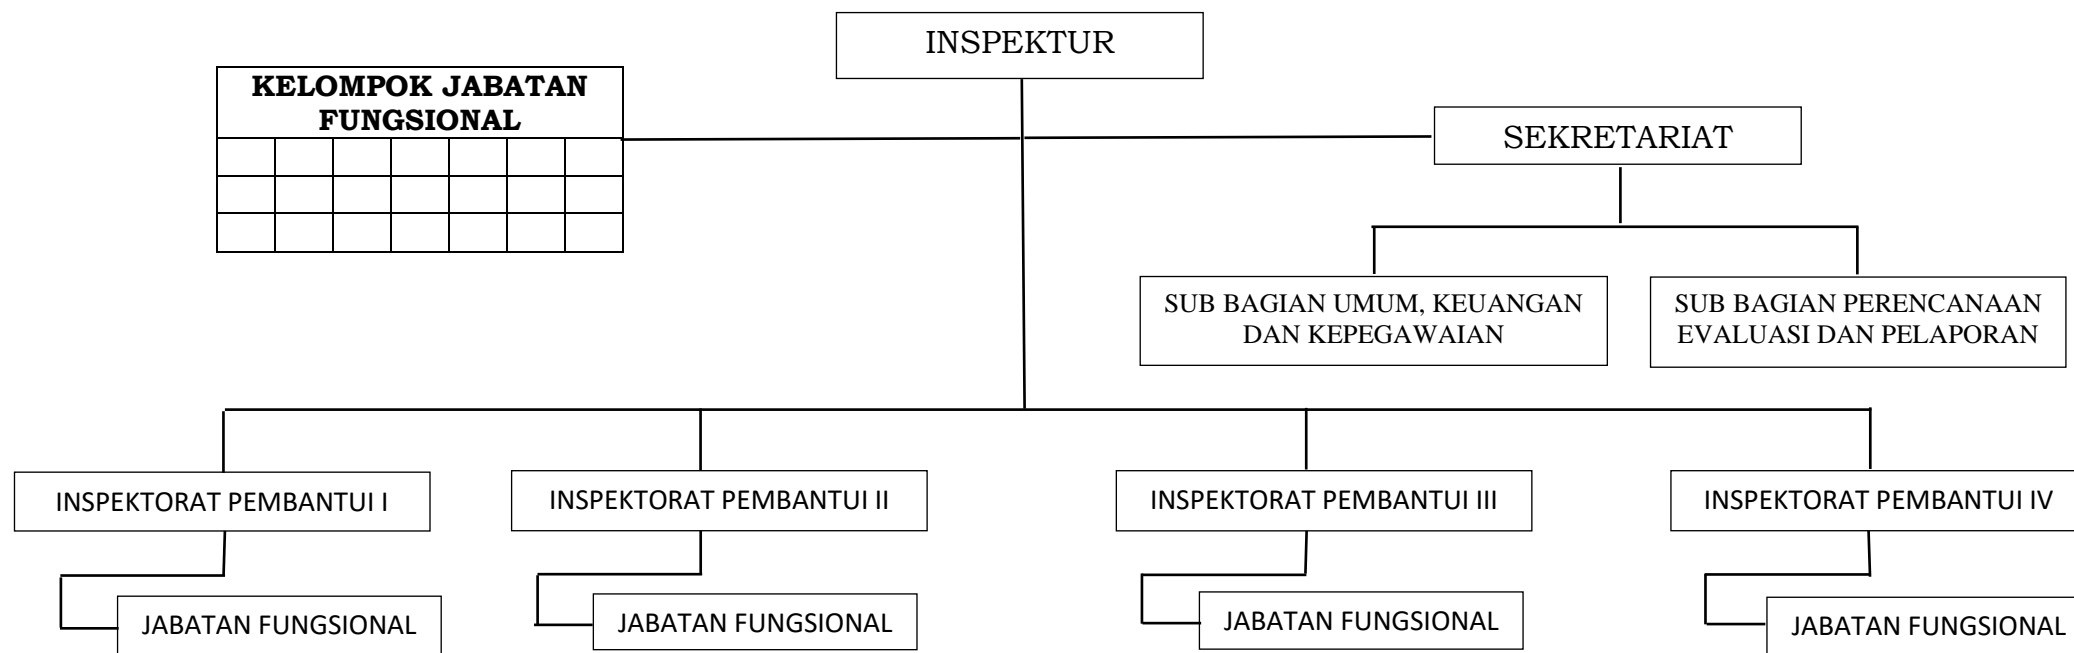 INSPEKTUR
KELOMPOK JABATAN
FUNGSIONAL
SEKRETARIAT
SUB BAGIAN UMUM, KEUANGAN
DAN KEPEGAWAIAN
SUB BAGIAN PERENCANAAN
EVALUASI DAN PELAPORAN
INSPEKTORAT PEMBANTUI I
INSPEKTORAT PEMBANTUI II
INSPEKTORAT PEMBANTUI III
INSPEKTORAT PEMBANTUI IV
JABATAN FUNGSIONAL
JABATAN FUNGSIONAL
JABATAN FUNGSIONAL
JABATAN FUNGSIONAL